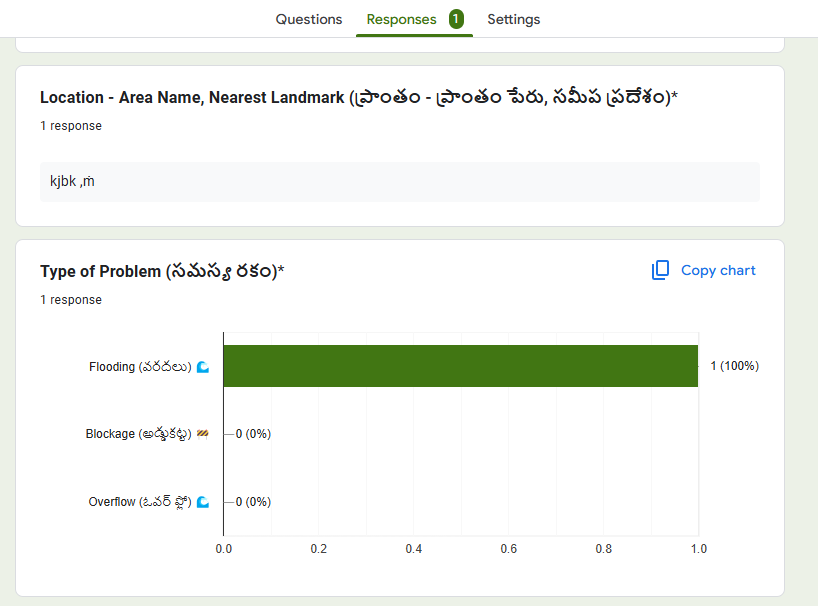 Questions Responses 1 Settings
Location - Area Name, Nearest Landmark (ప్రాంతం - ప్రాంతం పేరు, సమీప ప్రదేశం)*
1 response
kjbk ,ṁ
Type of Problem (సమస్య రకం)*
Copy chart
1 response
Flooding (వరదలు) 🌊 1 (100%)
Blockage (అడ్డుకట్ట) 🚧 0 (0%)
Overflow (ఓవర్ ఫ్లో) 🌊 0 (0%)
0.0 0.2 0.4 0.6 0.8 1.0